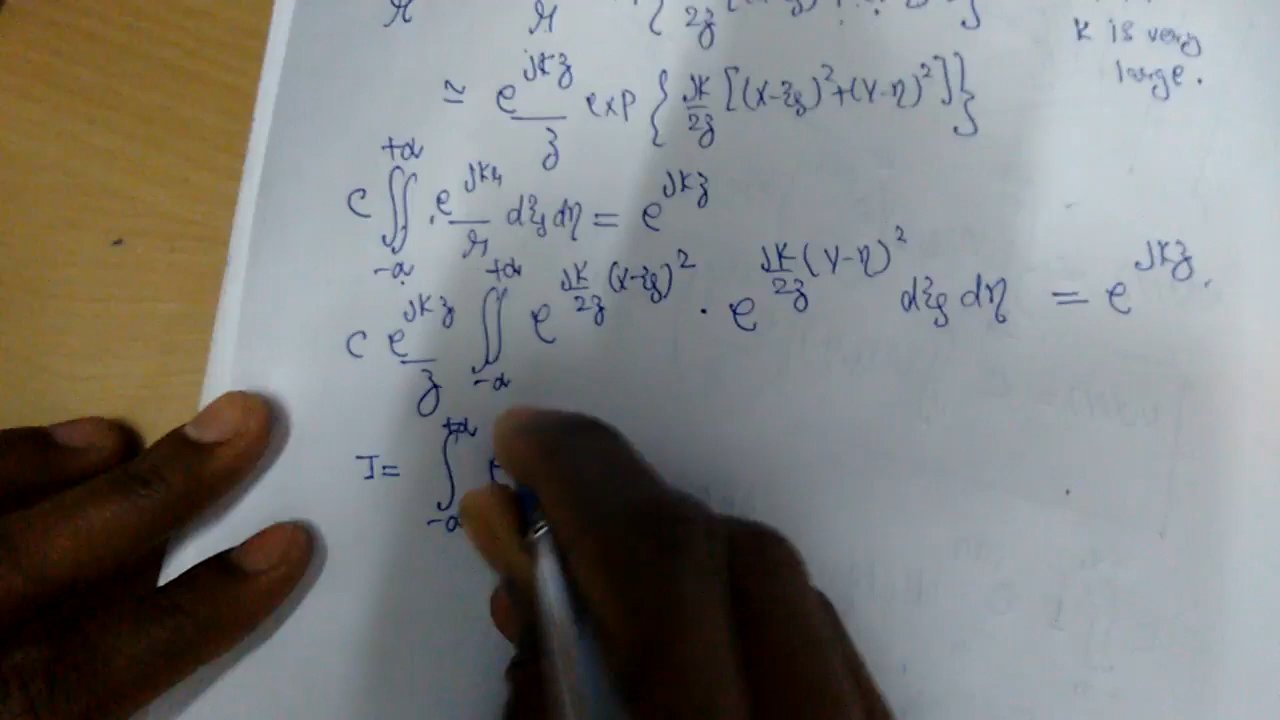 K is very
large.
≃ e^{jkz}/z exp { jk/2z [(x-ξ)²+(y-η)²] }
C ∬_{-α}^{+α} e^{jkr}/r dξ dη = e^{jkz}
C e^{jkz}/z ∬_{-α}^{+α} e^{jk/2z (x-ξ)²} . e^{jk/2z (y-η)²} dξ dη = e^{jkz}.
I = ∫_{-α}^{+α}